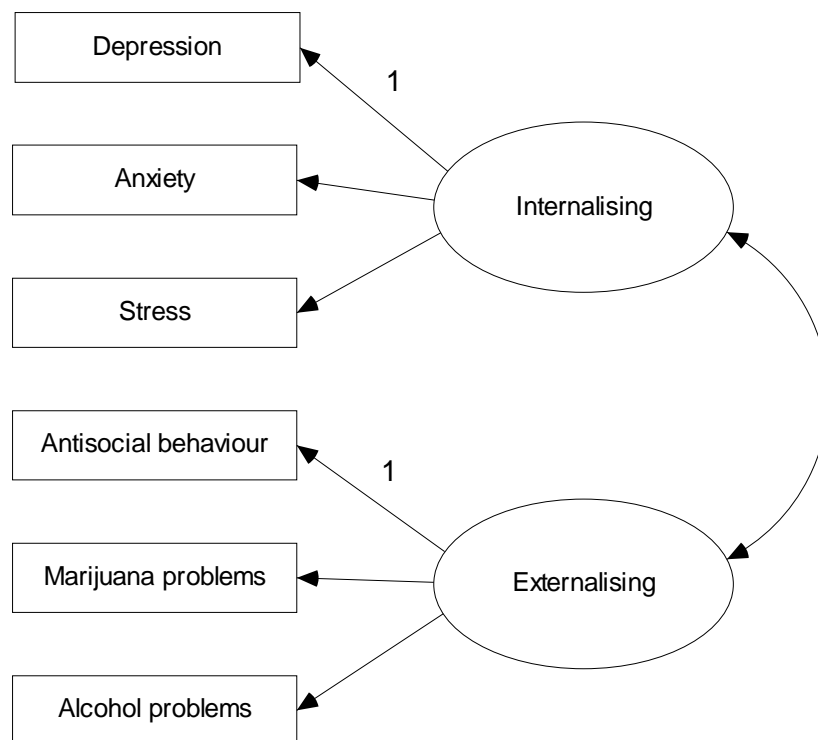 Depression
1
Anxiety
Internalising
Stress
Antisocial behaviour
1
Marijuana problems
Externalising
Alcohol problems